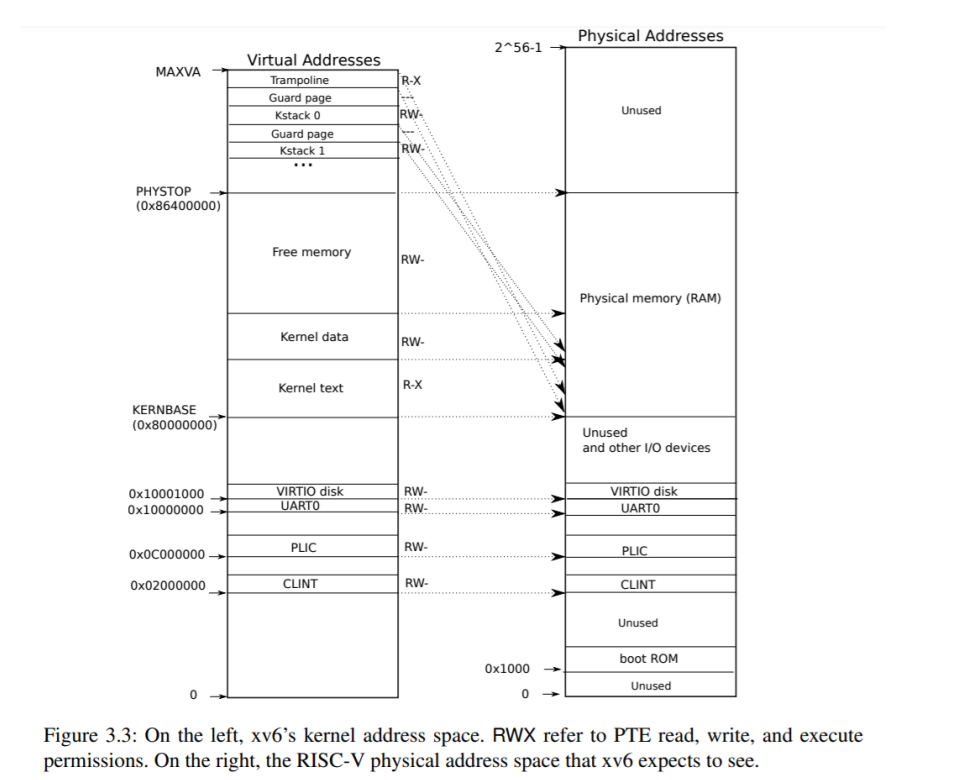 Physical Addresses
2^56-1
Virtual Addresses
MAXVA
Trampoline
R-X
Guard page
---
Kstack 0
RW-
Guard page
---
Kstack 1
RW-
...
Unused
PHYSTOP
(0x86400000)
Free memory
RW-
Physical memory (RAM)
Kernel data
RW-
Kernel text
R-X
KERNBASE
(0x80000000)
Unused
and other I/O devices
0x10001000
VIRTIO disk
RW-
VIRTIO disk
0x10000000
UART0
RW-
UART0
0x0C000000
PLIC
RW-
PLIC
0x02000000
CLINT
RW-
CLINT
Unused
boot ROM
0x1000
Unused
0
0
Figure 3.3: On the left, xv6's kernel address space. RWX refer to PTE read, write, and execute
permissions. On the right, the RISC-V physical address space that xv6 expects to see.